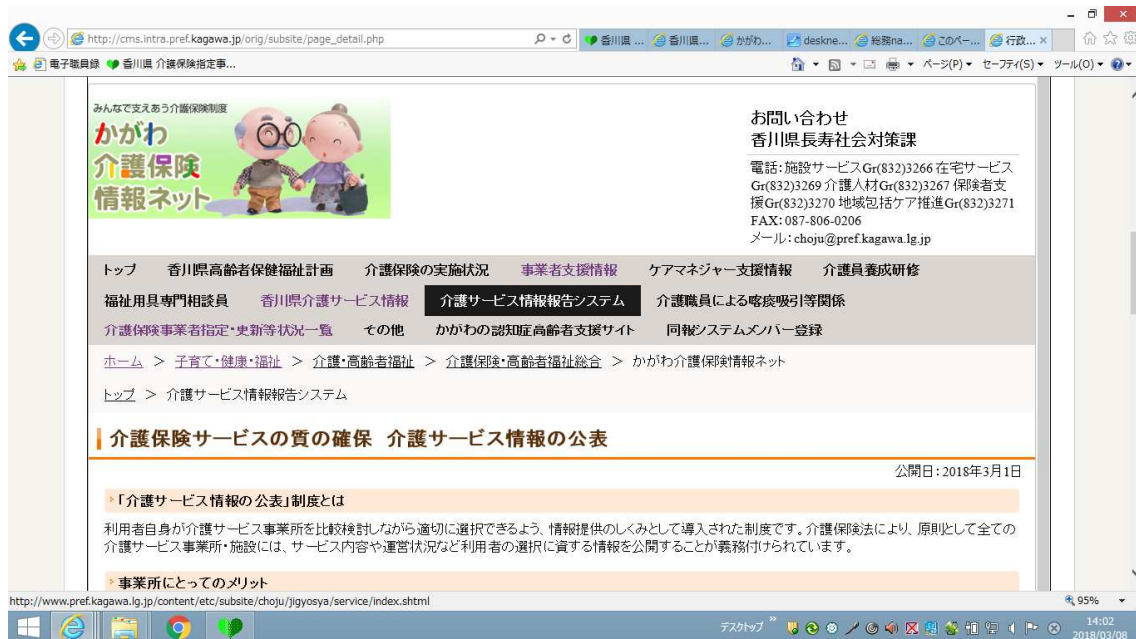 http://cms.intra.pref.kagawa.jp/orig/subsite/page_detail.php
香川県 ...
香川県...
かがわ...
deskne...
総務na...
このペー...
行政...
電子職員録
香川県 介護保険指定事...
ページ(P)
セーフティ(S)
ツール(O)
みんなで支えあう介護保険制度
かがわ
介護保険
情報ネット
お問い合わせ
香川県長寿社会対策課
電話:施設サービスGr(832)3266 在宅サービス
Gr(832)3269 介護人材Gr(832)3267 保険者支
援Gr(832)3270 地域包括ケア推進Gr(832)3271
FAX:087-806-0206
メール:choju@pref.kagawa.lg.jp
トップ 香川県高齢者保健福祉計画 介護保険の実施状況 事業者支援情報 ケアマネジャー支援情報 介護員養成研修
福祉用具専門相談員 香川県介護サービス情報 介護サービス情報報告システム 介護職員による喀痰吸引等関係
介護保険事業者指定・更新等状況一覧 その他 かがわの認知症高齢者支援サイト 同報システムメンバー登録
ホーム > 子育て・健康・福祉 > 介護・高齢者福祉 > 介護保険・高齢者福祉総合 > かがわ介護保険情報ネット
トップ > 介護サービス情報報告システム
介護保険サービスの質の確保 介護サービス情報の公表
公開日:2018年3月1日
「介護サービス情報の公表」制度とは
利用者自身が介護サービス事業所を比較検討しながら適切に選択できるよう、情報提供のしくみとして導入された制度です。介護保険法により、原則として全ての
介護サービス事業所・施設には、サービス内容や運営状況など利用者の選択に資する情報を公開することが義務付けられています。
事業所にとってのメリット
http://www.pref.kagawa.lg.jp/content/etc/subsite/choju/jigyosya/service/index.shtml
95%
デスクトップ
14:02
2018/03/08